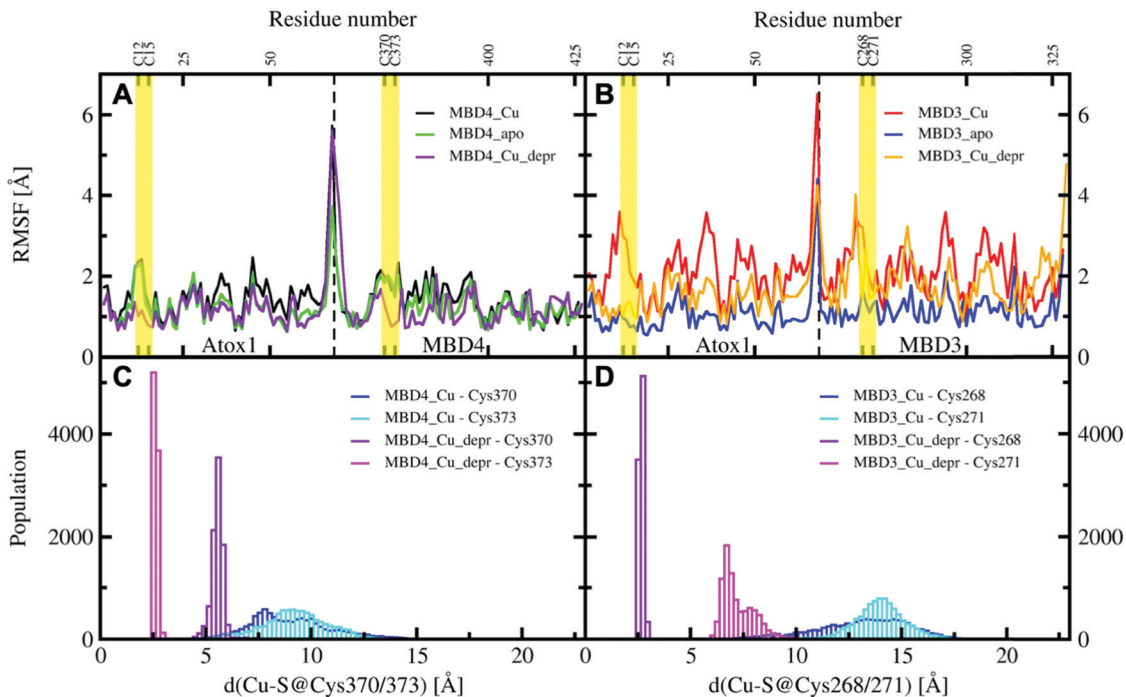 Residue number
Residue number
C12
C15
25
50
C370
C373
400
425
C12
C15
25
50
C268
C271
300
325
A
MBD4_Cu
MBD4_apo
MBD4_Cu_depr
B
MBD3_Cu
MBD3_apo
MBD3_Cu_depr
RMSF [Å]
6
4
2
0
6
4
2
0
Atox1
MBD4
Atox1
MBD3
C
MBD4_Cu - Cys370
MBD4_Cu - Cys373
MBD4_Cu_depr - Cys370
MBD4_Cu_depr - Cys373
D
MBD3_Cu - Cys268
MBD3_Cu - Cys271
MBD3_Cu_depr - Cys268
MBD3_Cu_depr - Cys271
Population
4000
2000
0
4000
2000
0
0 5 10 15 20
0 5 10 15 20
d(Cu-S@Cys370/373) [Å]
d(Cu-S@Cys268/271) [Å]